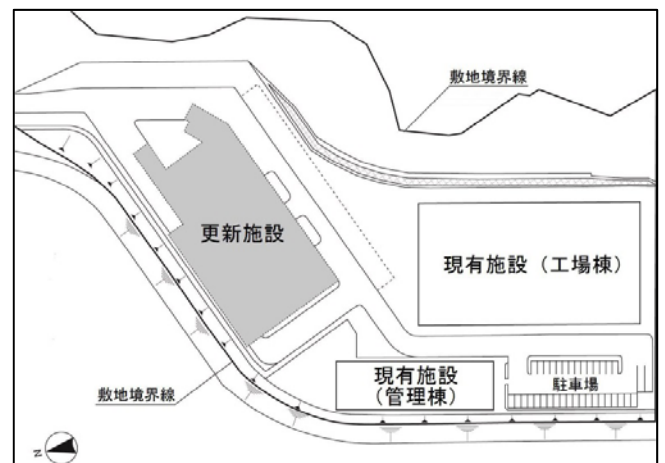 敷地境界線
更新施設
現有施設（工場棟）
現有施設
（管理棟）
駐車場
敷地境界線
N